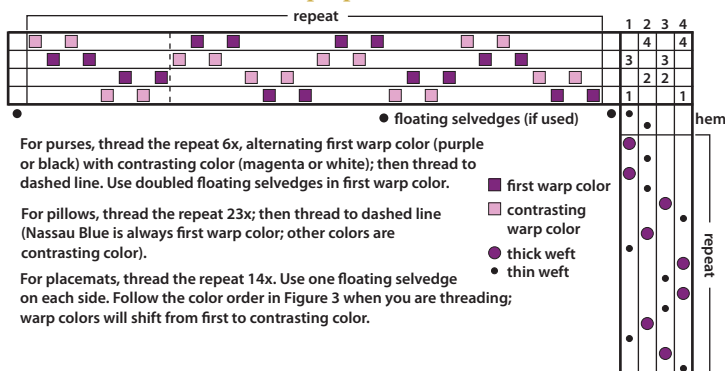 repeat
1 2 3 4
4 4
3 3
2 2
1 1
floating selvedges (if used)
hem
For purses, thread the repeat 6x, alternating first warp color (purple
or black) with contrasting color (magenta or white); then thread to
dashed line. Use doubled floating selvedges in first warp color.
For pillows, thread the repeat 23x; then thread to dashed line
(Nassau Blue is always first warp color; other colors are
contrasting color).
For placemats, thread the repeat 14x. Use one floating selvedge
on each side. Follow the color order in Figure 3 when you are threading;
warp colors will shift from first to contrasting color.
first warp color
contrasting
warp color
thick weft
thin weft
repeat